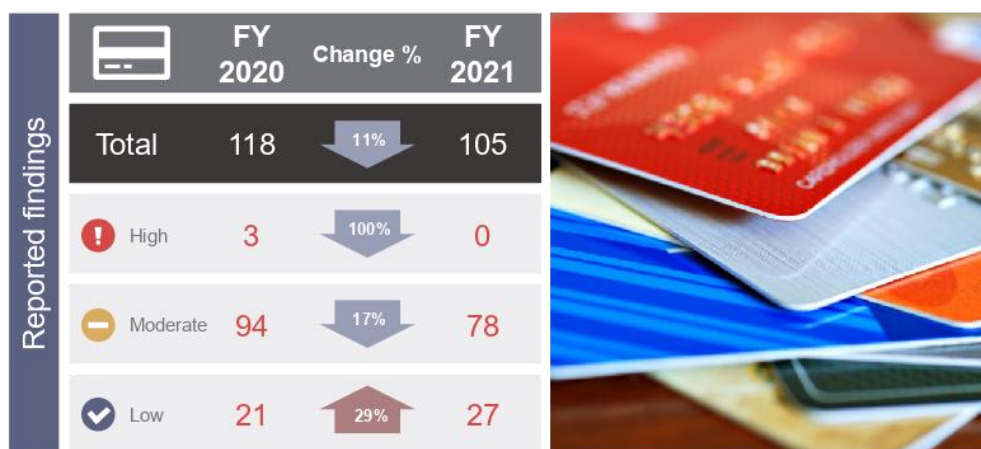 Reported findings
FY 2020 Change % FY 2021
Total 118 11% 105
High 3 100% 0
Moderate 94 17% 78
Low 21 29% 27